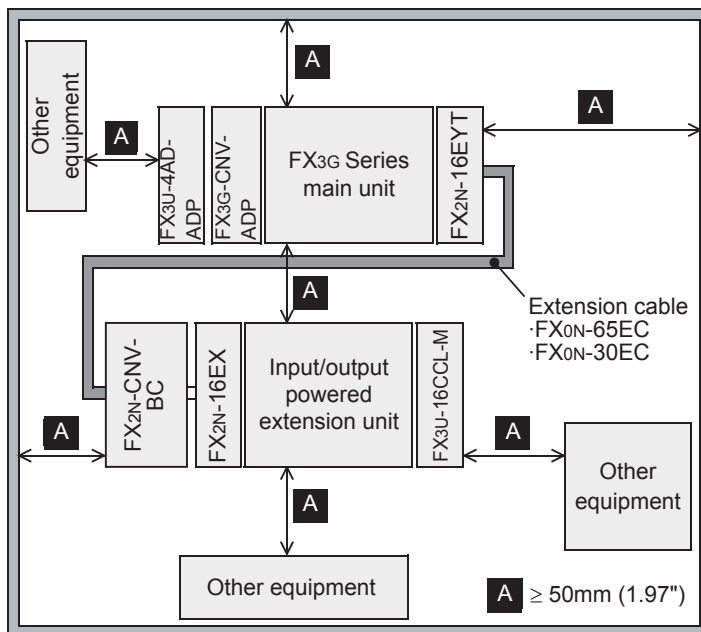 A
Other
equipment
A
FX3U-4AD-
ADP
FX3G-CNV-
ADP
FX3G Series
main unit
FX2N-16EYT
A
A
Extension cable
·FX0N-65EC
·FX0N-30EC
FX2N-CNV-
BC
FX2N-16EX
Input/output
powered
extension unit
FX3U-16CCL-M
A
A
Other
equipment
A
Other equipment
A ≥ 50mm (1.97")